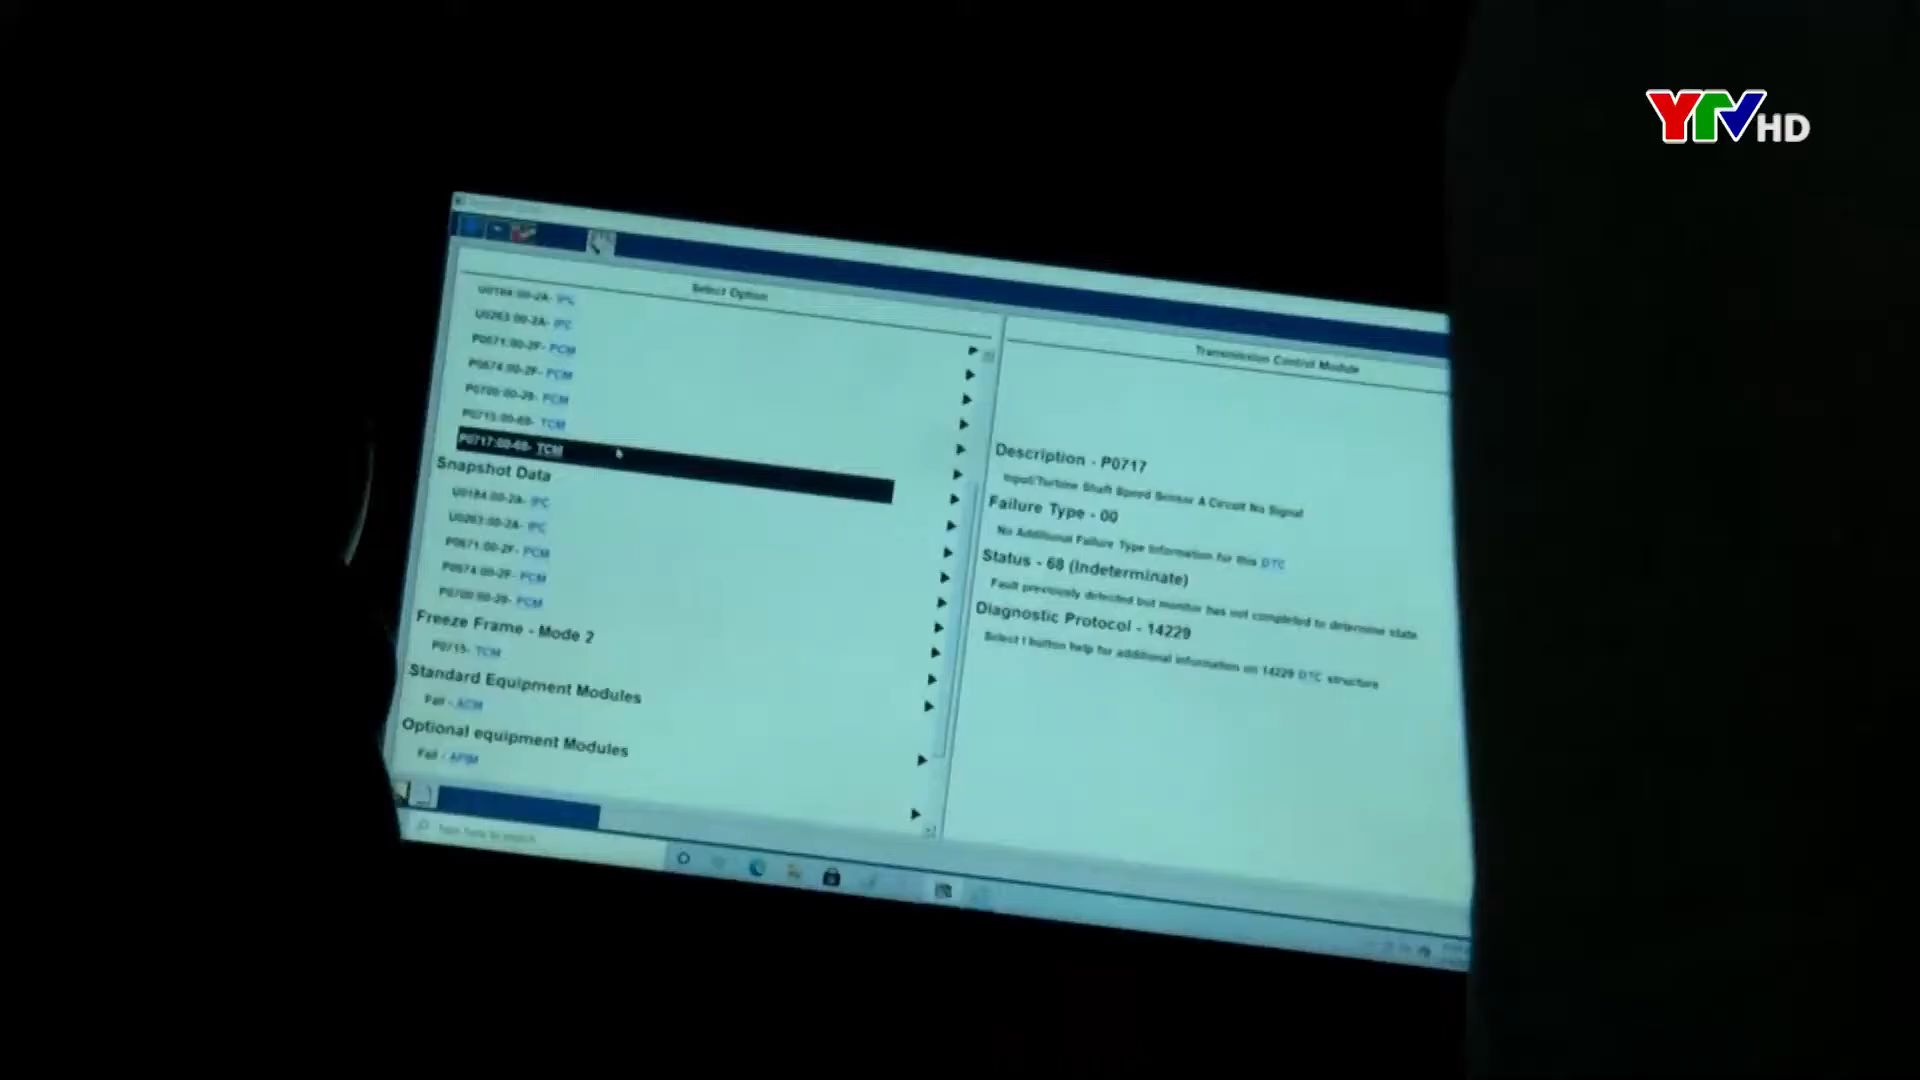 YTV HD
Select Option
U0184:00-2A- IPC
U0263:00-2A- IPC
P0671:00-2F- PCM
P0674:00-2F- PCM
P0700:00-28- PCM
P0715:00-68- TCM
P0717:00-68- TCM
Snapshot Data
U0184:00-2A- IPC
U0263:00-2A- IPC
P0671:00-2F- PCM
P0674:00-2F- PCM
P0700:00-28- PCM
Freeze Frame - Mode 2
P0715- TCM
Standard Equipment Modules
Fail - ACM
Optional equipment Modules
Fail - APIM
Transmission Control Module
Description - P0717
Input/Turbine Shaft Speed Sensor A Circuit No Signal
Failure Type - 00
No Additional Failure Type Information for this DTC
Status - 68 (Indeterminate)
Fault previously detected but monitor has not completed to determine state
Diagnostic Protocol - 14229
Select I button help for additional information on 14229 DTC structure
Type here to search